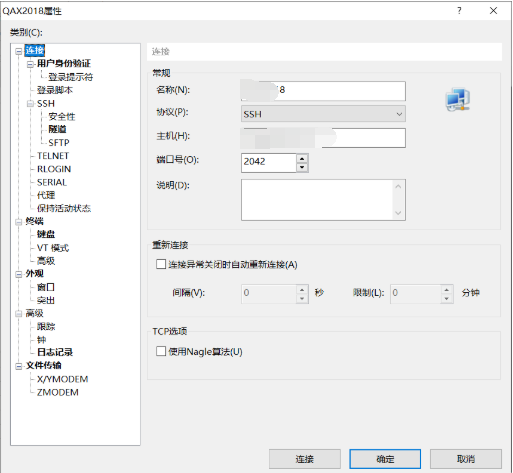 QAX2018属性
类别(C):
连接
用户身份验证
登录提示符
登录脚本
SSH
安全性
隧道
SFTP
TELNET
RLOGIN
SERIAL
代理
保持活动状态
终端
键盘
VT 模式
高级
外观
窗口
突出
高级
跟踪
钟
日志记录
文件传输
X/YMODEM
ZMODEM
连接
常规
名称(N): 18
协议(P): SSH
主机(H):
端口号(O): 2042
说明(D):
重新连接
连接异常关闭时自动重新连接(A)
间隔(V): 0 秒 限制(L): 0 分钟
TCP选项
使用Nagle算法(U)
连接 确定 取消